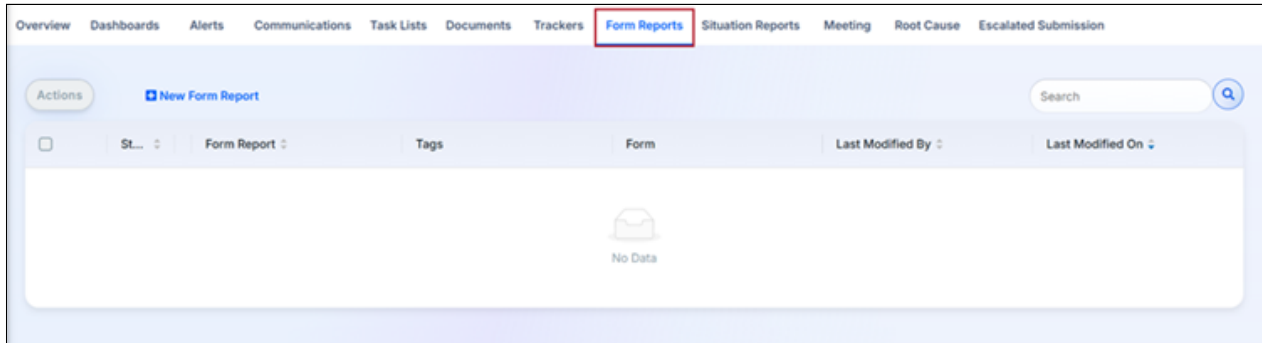 Overview Dashboards Alerts Communications Task Lists Documents Trackers Form Reports Situation Reports Meeting Root Cause Escalated Submission
Actions New Form Report Search
St... Form Report Tags Form Last Modified By Last Modified On
No Data